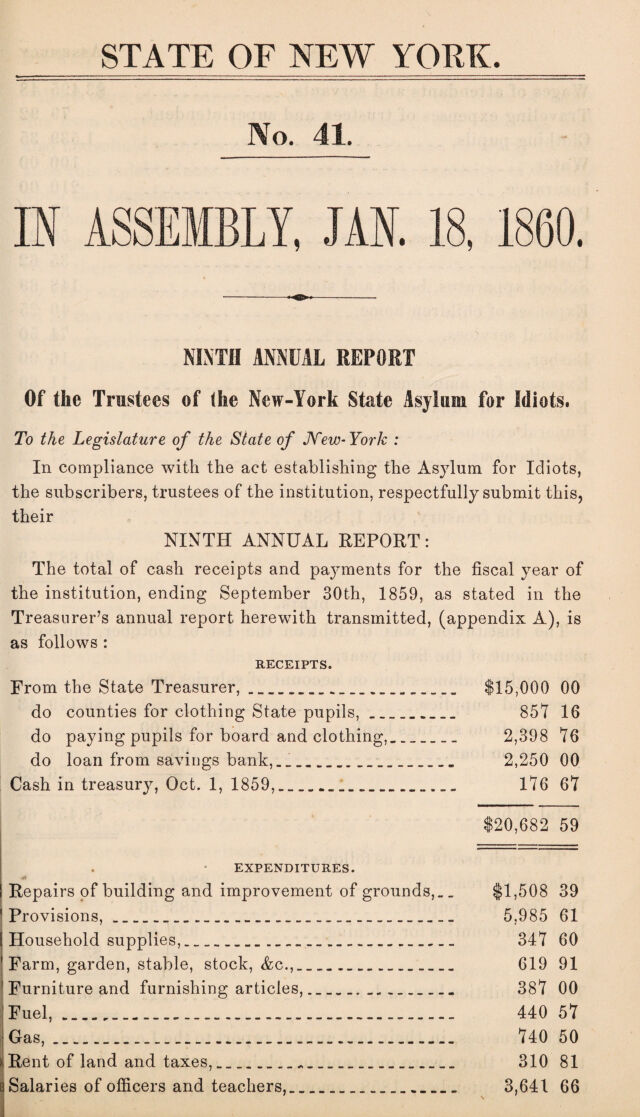 STATE OF NEW YORK.
No. 41.
IN ASSEMBLY, JAN. 18, 1860.
NINTH ANNUAL REPORT
Of the Trustees of the New-York State Asylum for Idiots.
To the Legislature of the State of New-York :
In compliance with the act establishing the Asylum for Idiots,
the subscribers, trustees of the institution, respectfully submit this,
their
NINTH ANNUAL REPORT:
The total of cash receipts and payments for the fiscal year of
the institution, ending September 30th, 1859, as stated in the
Treasurer's annual report herewith transmitted, (appendix A), is
as follows :
RECEIPTS.
From the State Treasurer, $15,000 00
do counties for clothing State pupils, 857 16
do paying pupils for board and clothing, 2,398 76
do loan from savings bank, 2,250 00
Cash in treasury, Oct. 1, 1859, 176 67
$20,682 59
EXPENDITURES.
Repairs of building and improvement of grounds, $1,508 39
Provisions, 5,985 61
Household supplies, 347 60
Farm, garden, stable, stock, &c., 619 91
Furniture and furnishing articles, 387 00
Fuel, 440 57
Gas, 740 50
Rent of land and taxes, 310 81
Salaries of officers and teachers, 3,641 66